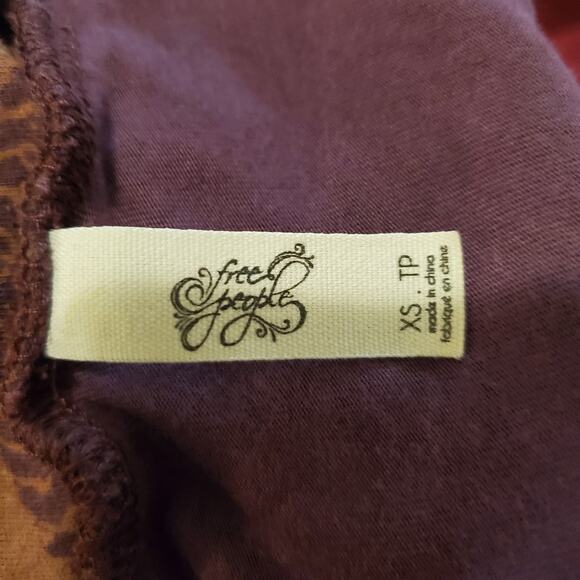 free
people
XS . TP
made in china
fabriqué en chine